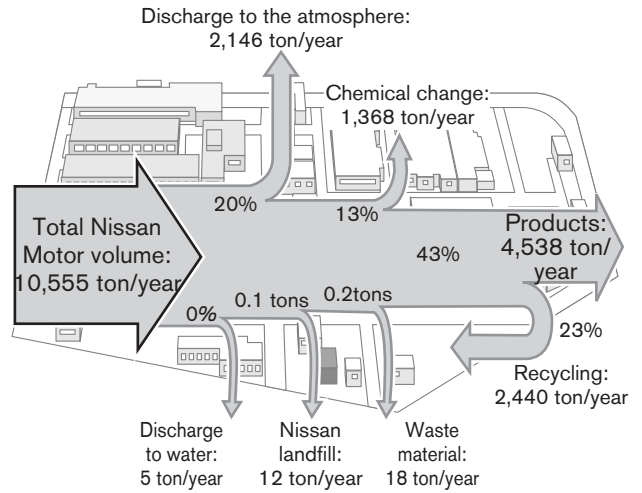 Discharge to the atmosphere:
2,146 ton/year
Chemical change:
1,368 ton/year
20%
13%
Total Nissan
Motor volume:
10,555 ton/year
43%
Products:
4,538 ton/
year
0%
0.1 tons
0.2tons
23%
Recycling:
2,440 ton/year
Discharge
to water:
5 ton/year
Nissan
landfill:
12 ton/year
Waste
material:
18 ton/year